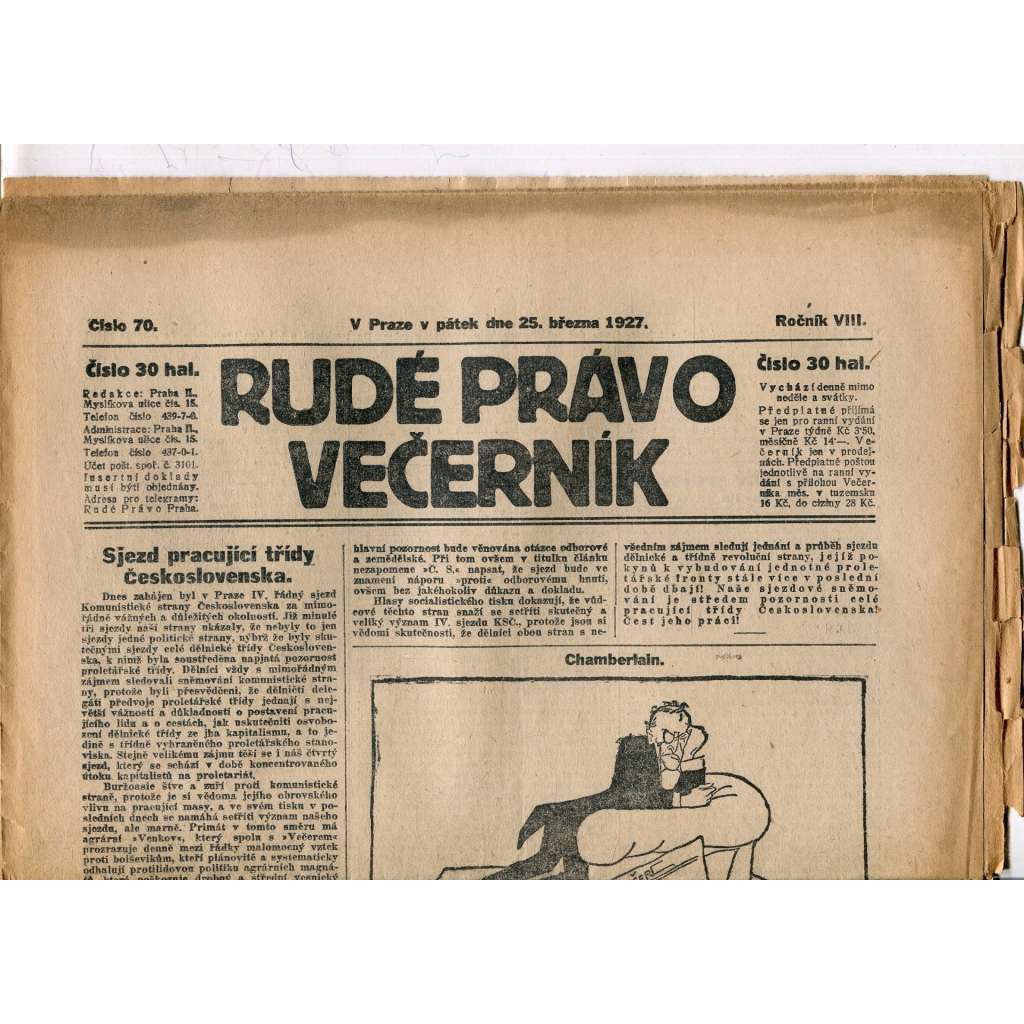 Číslo 70.
V Praze v pátek dne 25. března 1927.
Ročník VIII.
Číslo 30 hal.
Redakce: Praha II.,
Myslíkova ulice čís. 15.
Telefon číslo 439-7-8.
Administrace: Praha II.,
Myslíkova ulice čís. 15.
Telefon číslo 437-0-1.
Účet pošt. spoř. č. 3101.
Insertní doklady
musí býti objednány.
Adresa pro telegramy:
Rudé Právo Praha.
RUDÉ PRÁVO
VEČERNÍK
Číslo 30 hal.
Vychází denně mimo
neděle a svátky.
Předplatné přijímá
se jen pro ranní vydání
v Praze týdně Kč 3·50,
měsíčně Kč 14·—. Ve-
černík jen v prodej-
nách. Předplatné poštou
jednotlivě na ranní vy-
dání s přílohou Večer-
níka měs. v tuzemsku
16 Kč, do ciziny 28 Kč.
Sjezd pracující třídy
Československa.
Dnes zahájen byl v Praze IV. řádný sjezd
Komunistické strany Československa za mimo-
řádně vážných a důležitých okolností. Již minulé
tři sjezdy naší strany ukázaly, že nebyly to jen
sjezdy jedné politické strany, nýbrž že byly sku-
tečnými sjezdy celé dělnické třídy Českosloven-
ska, k nimž byla soustředěna napjatá pozornost
proletářské třídy. Dělníci vždy s mimořádným
zájmem sledovali sněmování komunistické stra-
ny, protože byli přesvědčeni, že dělničtí dele-
gáti předvoje proletářské třídy jednají s nej-
větší vážností a důkladností o postavení pracu-
jícího lidu a o cestách, jak uskutečniti osvobo-
zení dělnické třídy ze jha kapitalismu, a to je-
dině s třídně vyhraněného proletářského stano-
viska. Stejně velikému zájmu těší se i náš čtvrtý
sjezd, který se schází v době koncentrovaného
útoku kapitalistů na proletariát.
Buržoasie štve a zuří proti komunistické
straně, protože je si vědoma jejího obrovského
vlivu na pracující masy, a ve svém tisku v po-
sledních dnech se namáhá setříti význam našeho
sjezdu, ale marně. Primát v tomto směru má
agrární »Venkov«, který spolu s »Večerem«
prozrazuje denně mezi řádky malomocný vztek
proti bolševikům, kteří plánovitě a systematicky
odhalují protilidovou politiku agrárních magná-
tů, která poškozuje drobný a střední vesnický
hlavní pozornost bude věnována otázce odborové
a zemědělské. Při tom ovšem v titulku článku
nezapomene »Č. S.« napsat, že sjezd bude ve
znamení náporu »proti« odborovému hnutí,
ovšem bez jakéhokoliv důkazu a dokladu.
Hlasy socialistického tisku dokazují, že vůd-
cové těchto stran snaží se setříti skutečný a
veliký význam IV. sjezdu KSČ., protože jsou si
vědomi skutečnosti, že dělníci obou stran s ne-
všedním zájmem sledují jednání a průběh sjezdu
dělnické a třídně revoluční strany, jejíž po-
kynů k vybudování jednotné prole-
tářské fronty stále více v poslední
době dbají! Naše sjezdové sněmo-
vání je středem pozornosti celé
pracující třídy Československa!
Čest jeho práci!
Chamberlain.